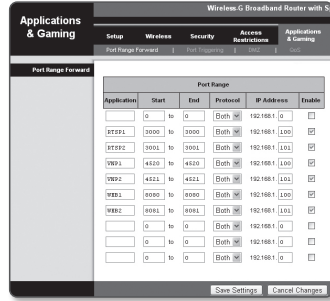 Wireless-G Broadband Router with S
Applications & Gaming
Setup Wireless Security Access Restrictions Applications & Gaming
Port Range Forward | Port Triggering | DMZ | QoS
Port Range Forward
Port Range
Application Start End Protocol IP Address Enable
0 to 0 Both 192.168.1. 0
RTSP1 3000 to 3000 Both 192.168.1. 100
RTSP2 3001 to 3001 Both 192.168.1. 101
VNP1 4520 to 4520 Both 192.168.1. 100
VNP2 4521 to 4521 Both 192.168.1. 101
WEB1 8080 to 8080 Both 192.168.1. 100
WEB2 8081 to 8081 Both 192.168.1. 101
0 to 0 Both 192.168.1. 0
0 to 0 Both 192.168.1. 0
0 to 0 Both 192.168.1. 0
Save Settings Cancel Changes